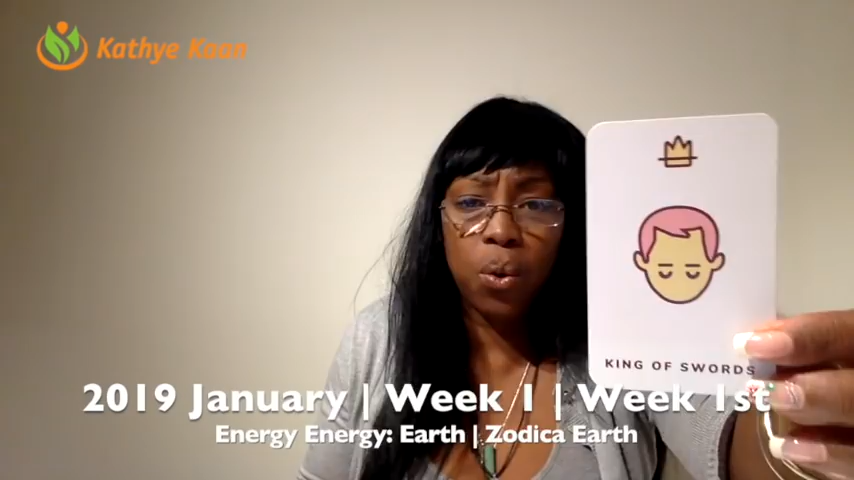 Kathye Kaan
KING OF SWORDS
2019 January | Week 1 | Week 1st
Energy Energy: Earth | Zodica Earth